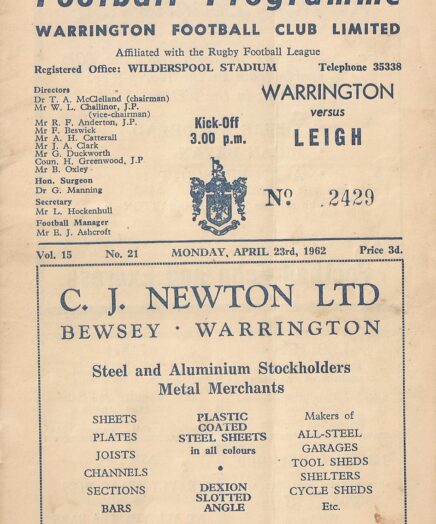 Football Programme
WARRINGTON FOOTBALL CLUB LIMITED
Affiliated with the Rugby Football League
Registered Office: WILDERSPOOL STADIUM Telephone 35338
Directors
Dr T. A. McClelland (chairman)
Mr W. L. Challinor, J.P.
(vice-chairman)
Mr R. F. Anderton, J.P.
Mr F. Beswick
Mr A. H. Catterall
Mr J. A. Clark
Mr G. Duckworth
Coun. H. Greenwood, J.P
Mr B. Oxley
Hon. Surgeon
Dr G. Manning
Secretary
Mr L. Hockenhull
Football Manager
Mr E. J. Ashcroft
Kick-Off
3.00 p.m.
WARRINGTON
versus
LEIGH
No. 2429
Vol. 15 No. 21 MONDAY, APRIL 23rd, 1962 Price 3d.
C. J. NEWTON LTD
BEWSEY · WARRINGTON
Steel and Aluminium Stockholders
Metal Merchants
SHEETS
PLATES
JOISTS
CHANNELS
SECTIONS
BARS
PLASTIC
COATED
STEEL SHEETS
in all colours
•
DEXION
SLOTTED
ANGLE
Makers of
ALL-STEEL
GARAGES
TOOL SHEDS
SHELTERS
CYCLE SHEDS
Etc.